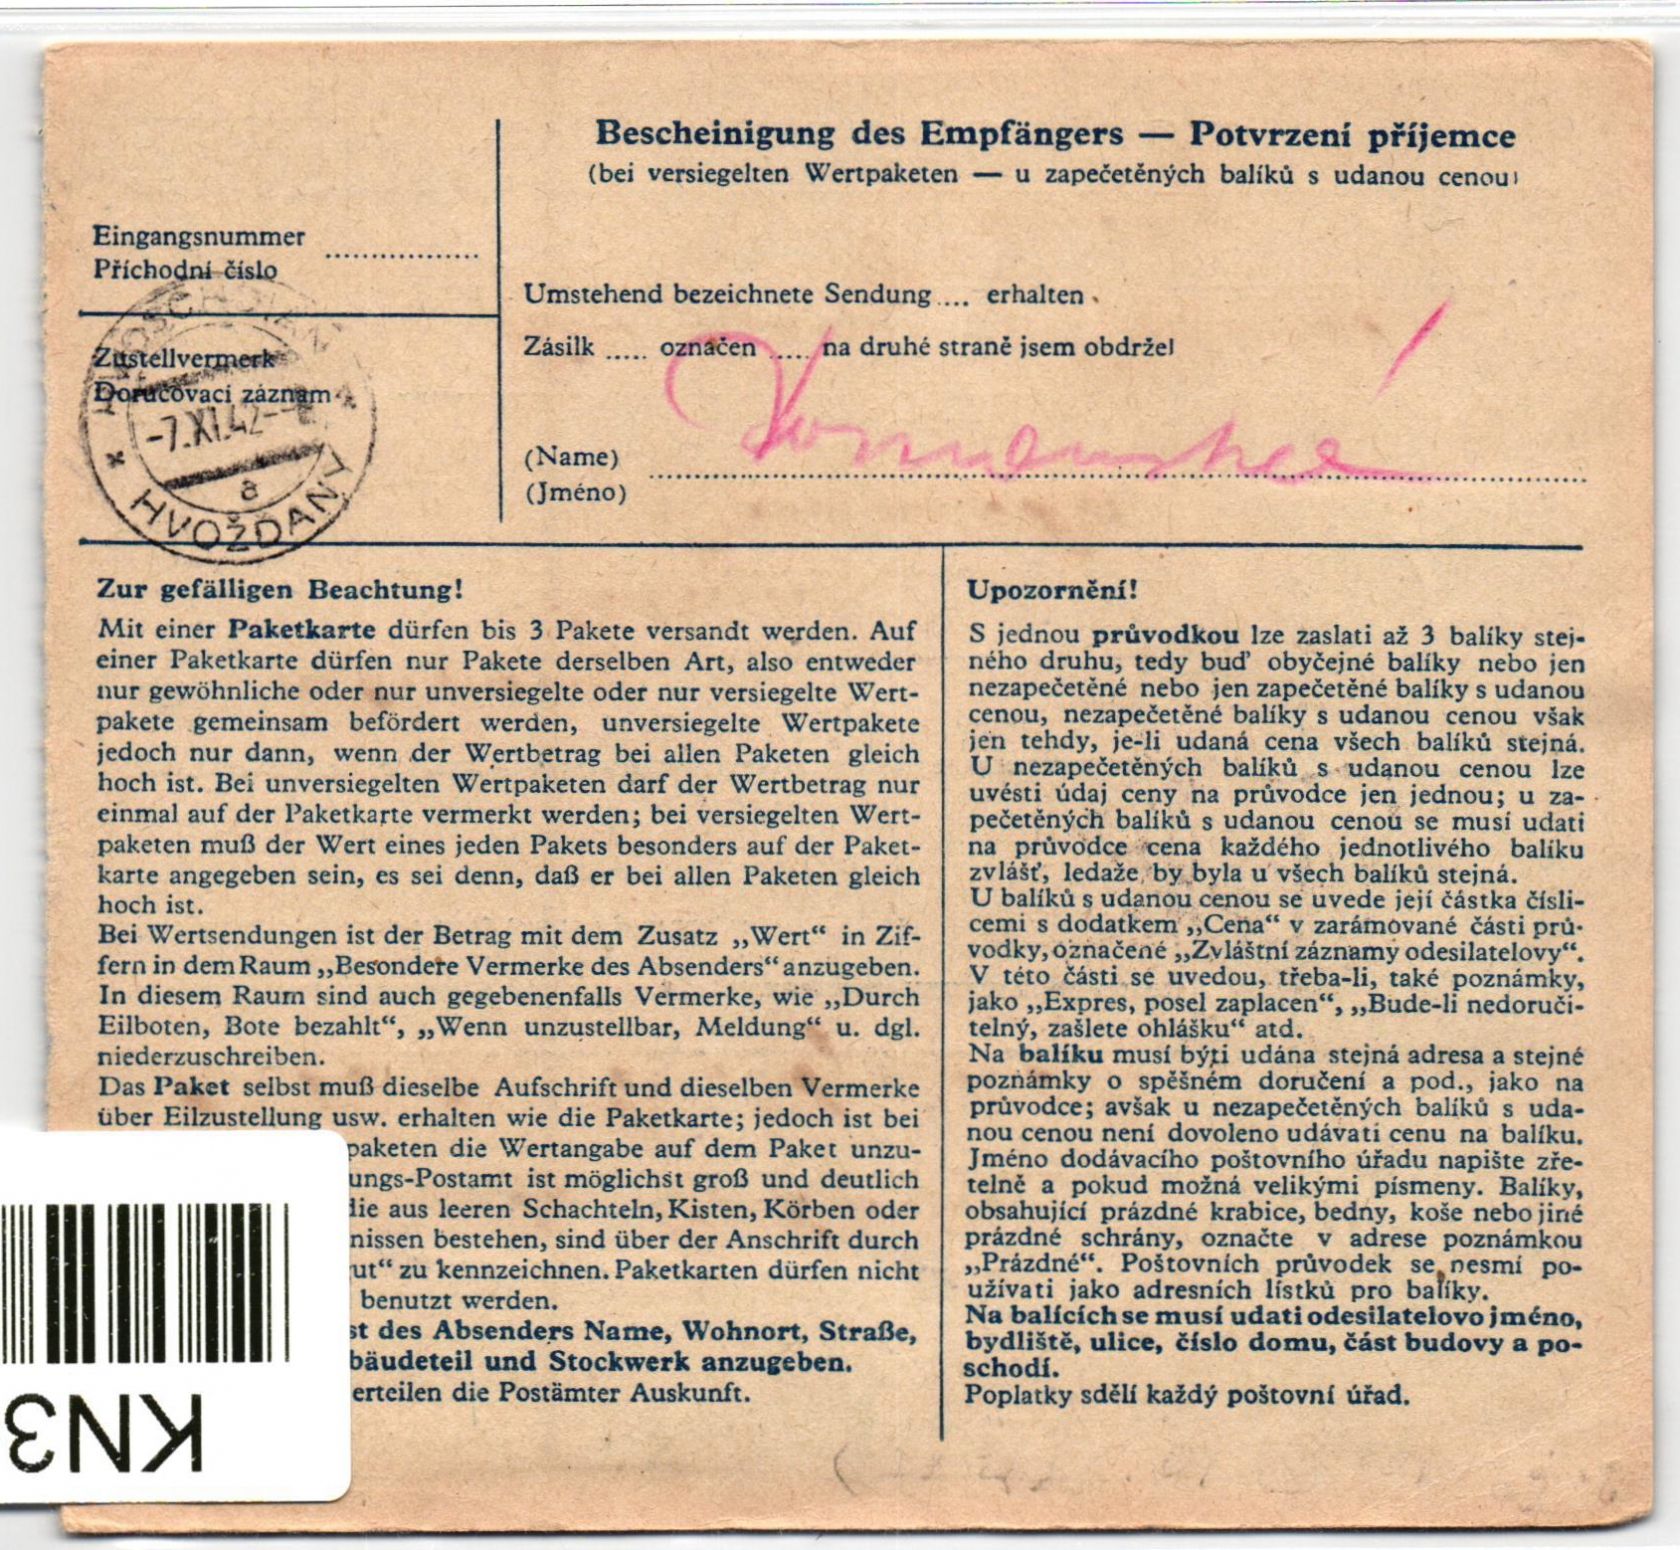 Bescheinigung des Empfängers — Potvrzení příjemce
(bei versiegelten Wertpaketen — u zapečetěných balíků s udanou cenou)
Eingangsnummer ....................
Příchodní číslo
Umstehend bezeichnete Sendung .... erhalten .
Zustellvermerk
Doručovací záznam
Zásilk ..... označen ..... na druhé straně jsem obdržel
-7.XI.42
a
HVOŽĎANY
(Name)
(Jméno)
Zur gefälligen Beachtung!
Mit einer Paketkarte dürfen bis 3 Pakete versandt werden. Auf
einer Paketkarte dürfen nur Pakete derselben Art, also entweder
nur gewöhnliche oder nur unversiegelte oder nur versiegelte Wert-
pakete gemeinsam befördert werden, unversiegelte Wertpakete
jedoch nur dann, wenn der Wertbetrag bei allen Paketen gleich
hoch ist. Bei unversiegelten Wertpaketen darf der Wertbetrag nur
einmal auf der Paketkarte vermerkt werden; bei versiegelten Wert-
paketen muß der Wert eines jeden Pakets besonders auf der Paket-
karte angegeben sein, es sei denn, daß er bei allen Paketen gleich
hoch ist.
Bei Wertsendungen ist der Betrag mit dem Zusatz „Wert“ in Zif-
fern in dem Raum „Besondere Vermerke des Absenders“ anzugeben.
In diesem Raum sind auch gegebenenfalls Vermerke, wie „Durch
Eilboten, Bote bezahlt“, „Wenn unzustellbar, Meldung“ u. dgl.
niederzuschreiben.
Das Paket selbst muß dieselbe Aufschrift und dieselben Vermerke
über Eilzustellung usw. erhalten wie die Paketkarte; jedoch ist bei
paketen die Wertangabe auf dem Paket unzu-
ungs-Postamt ist möglichst groß und deutlich
die aus leeren Schachteln, Kisten, Körben oder
nissen bestehen, sind über der Anschrift durch
ut“ zu kennzeichnen. Paketkarten dürfen nicht
benutzt werden.
st des Absenders Name, Wohnort, Straße,
bäudeteil und Stockwerk anzugeben.
erteilen die Postämter Auskunft.
Upozornění!
S jednou průvodkou lze zaslati až 3 balíky stej-
ného druhu, tedy buď obyčejné balíky nebo jen
nezapečetěné nebo jen zapečetěné balíky s udanou
cenou, nezapečetěné balíky s udanou cenou však
jen tehdy, je-li udaná cena všech balíků stejná.
U nezapečetěných balíků s udanou cenou lze
uvésti údaj ceny na průvodce jen jednou; u za-
pečetěných balíků s udanou cenou se musí udati
na průvodce cena každého jednotlivého balíku
zvlášť, ledaže by byla u všech balíků stejná.
U balíků s udanou cenou se uvede její částka čísli-
cemi s dodatkem „Cena“ v zarámované části prů-
vodky, označené „Zvláštní záznamy odesilatelovy“.
V této části se uvedou, třeba-li, také poznámky,
jako „Expres, posel zaplacen“, „Bude-li nedoruči-
telný, zašlete ohlášku“ atd.
Na balíku musí býti udána stejná adresa a stejné
poznámky o spěšném doručení a pod., jako na
průvodce; avšak u nezapečetěných balíků s uda-
nou cenou není dovoleno udávati cenu na balíku.
Jméno dodávacího poštovního úřadu napište zře-
telně a pokud možná velikými písmeny. Balíky,
obsahující prázdné krabice, bedny, koše nebo jiné
prázdné schrány, označte v adrese poznámkou
„Prázdné“. Poštovních průvodek se nesmí po-
užívati jako adresních lístků pro balíky.
Na balících se musí udati odesilatelovo jméno,
bydliště, ulice, číslo domu, část budovy a po-
schodí.
Poplatky sdělí každý poštovní úřad.
KN3